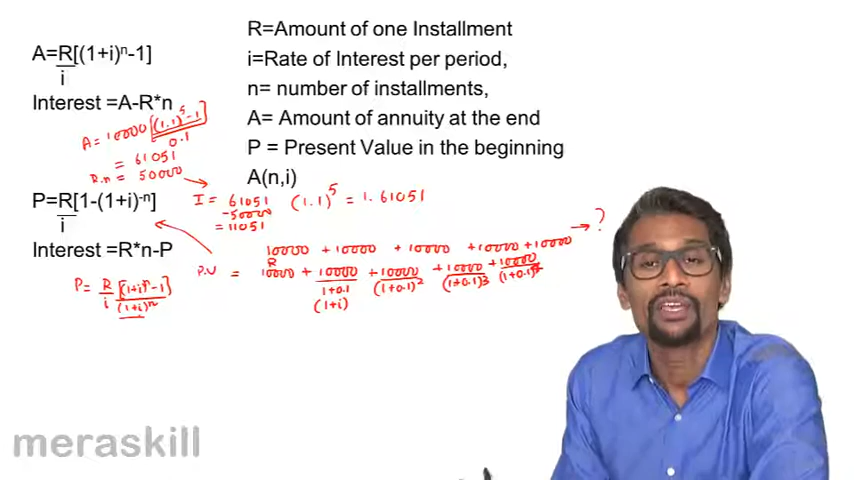 A=R[(1+i)ⁿ-1]
i
Interest =A-R*n
A=10000[(1.1)⁵-1]
0.1
= 61051
R.n = 50000
P=R[1-(1+i)⁻ⁿ]
i
Interest =R*n-P
P= R [(1+i)ⁿ-1]
i (1+i)ⁿ
R=Amount of one Installment
i=Rate of Interest per period,
n= number of installments,
A= Amount of annuity at the end
P = Present Value in the beginning
A(n,i)
I = 61051 (1.1)⁵ = 1.61051
-50000
= 11051
10000 + 10000 + 10000 + 10000 + 10000 → ?
R
P.V = 10000 + 10000 + 10000 + 10000 + 10000
1+0.1 (1+0.1)² (1+0.1)³ (1+0.1)
(1+i)
meraskill